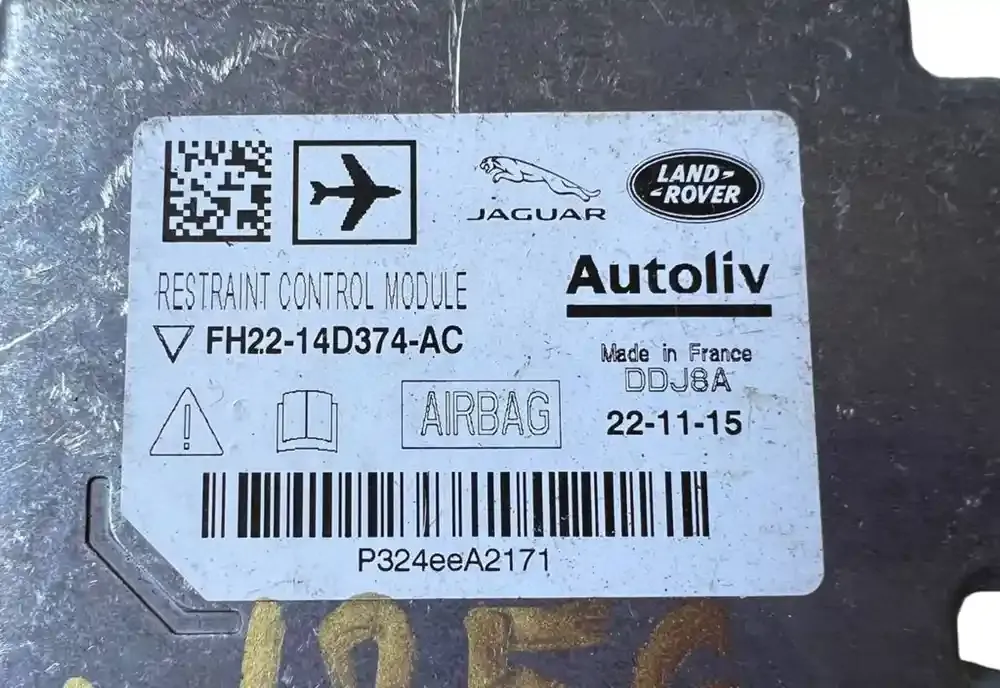 JAGUAR
LAND-
-ROVER
RESTRAINT CONTROL MODULE
Autoliv
FH22-14D374-AC
Made in France
DDJ8A
22-11-15
AIRBAG
P324eeA2171